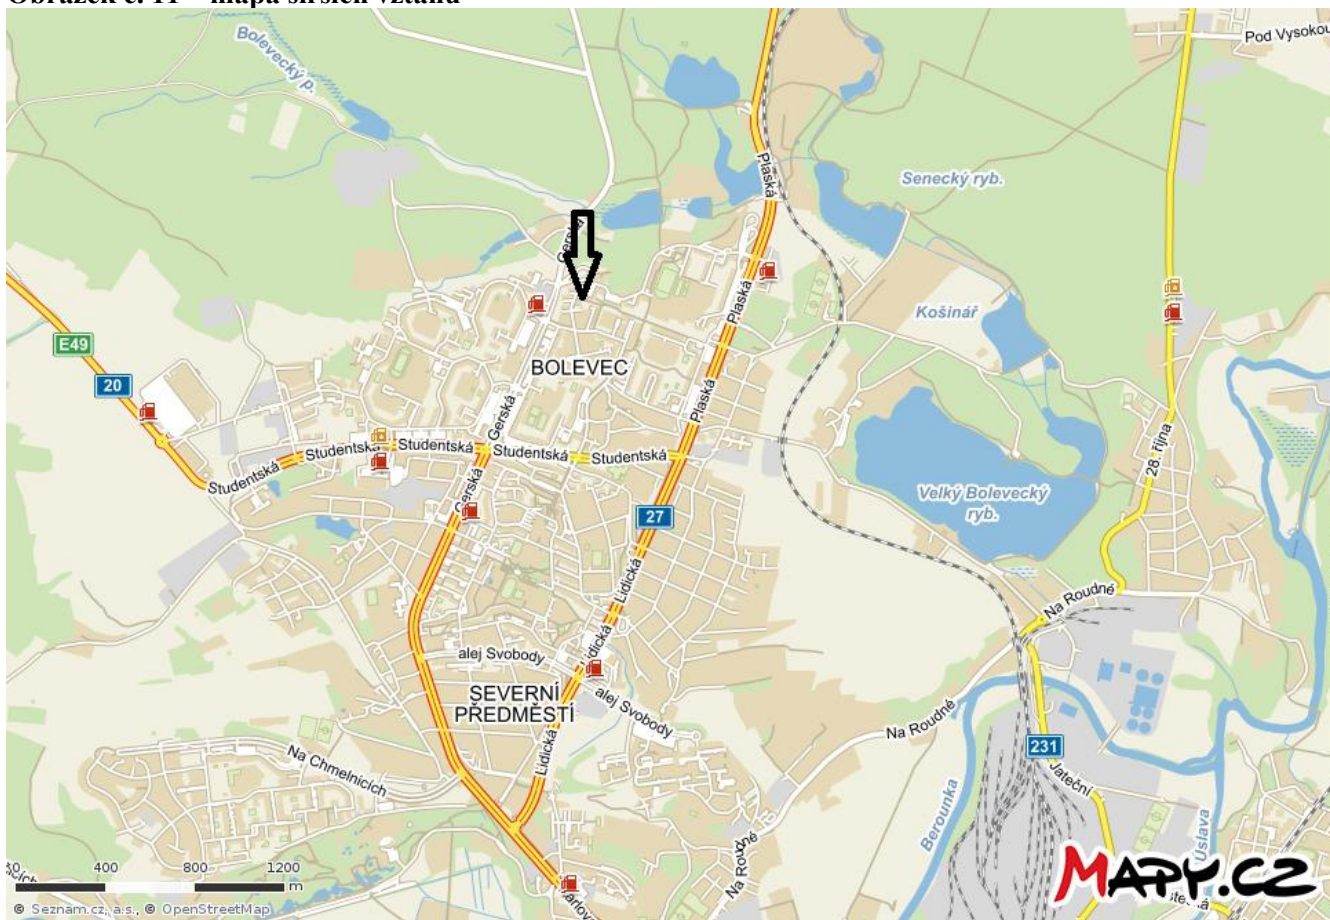 Obrázek č. 11 – mapa širších vztahů
Pod Vysokou
Bolevecký p.
Plaská
Senecký ryb.
Gerská
Plaská
Košinář
E49
BOLEVEC
20
Plaská
Gerská
28. října
Studentská
Studentská
Studentská
Studentská
Studentská
Gerská
Velký Bolevecký
ryb.
27
Lidická
Na Roudné
Lidická
alej Svobody
SEVERNÍ
PŘEDMĚSTÍ
alej Svobody
Na Roudné
231
Lidická
Na Chmelnicích
Jateční
Berounka
Úslava
Na Roudné
400
800
1200
m
MAPY.CZ
© Seznam.cz, a.s., © OpenStreetMap